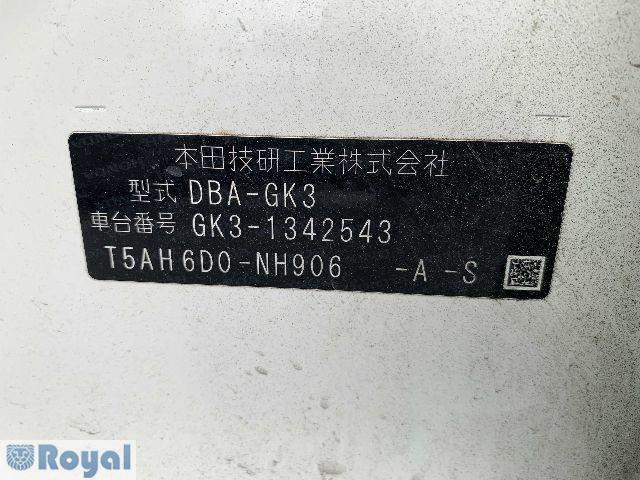 本田技研工業株式会社
型式 DBA-GK3
車台番号 GK3-1342543
T5AH6D0-NH906 -A -S
Royal